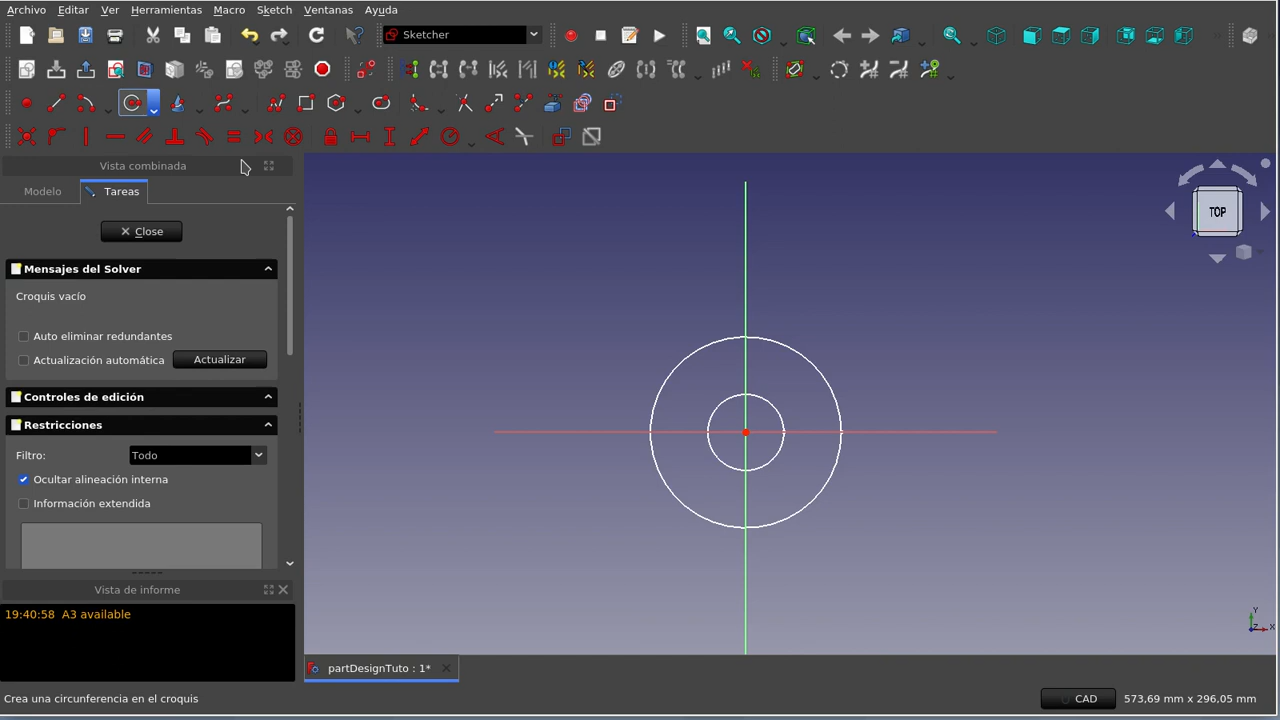 Archivo Editar Ver Herramientas Macro Sketch Ventanas Ayuda
Sketcher
Vista combinada
Modelo Tareas
Close
Mensajes del Solver
Croquis vacío
Auto eliminar redundantes
Actualización automática Actualizar
Controles de edición
Restricciones
Filtro: Todo
Ocultar alineación interna
Información extendida
Vista de informe
19:40:58 A3 available
TOP
Y
Z X
partDesignTuto : 1*
Crea una circunferencia en el croquis
CAD 573,69 mm x 296,05 mm